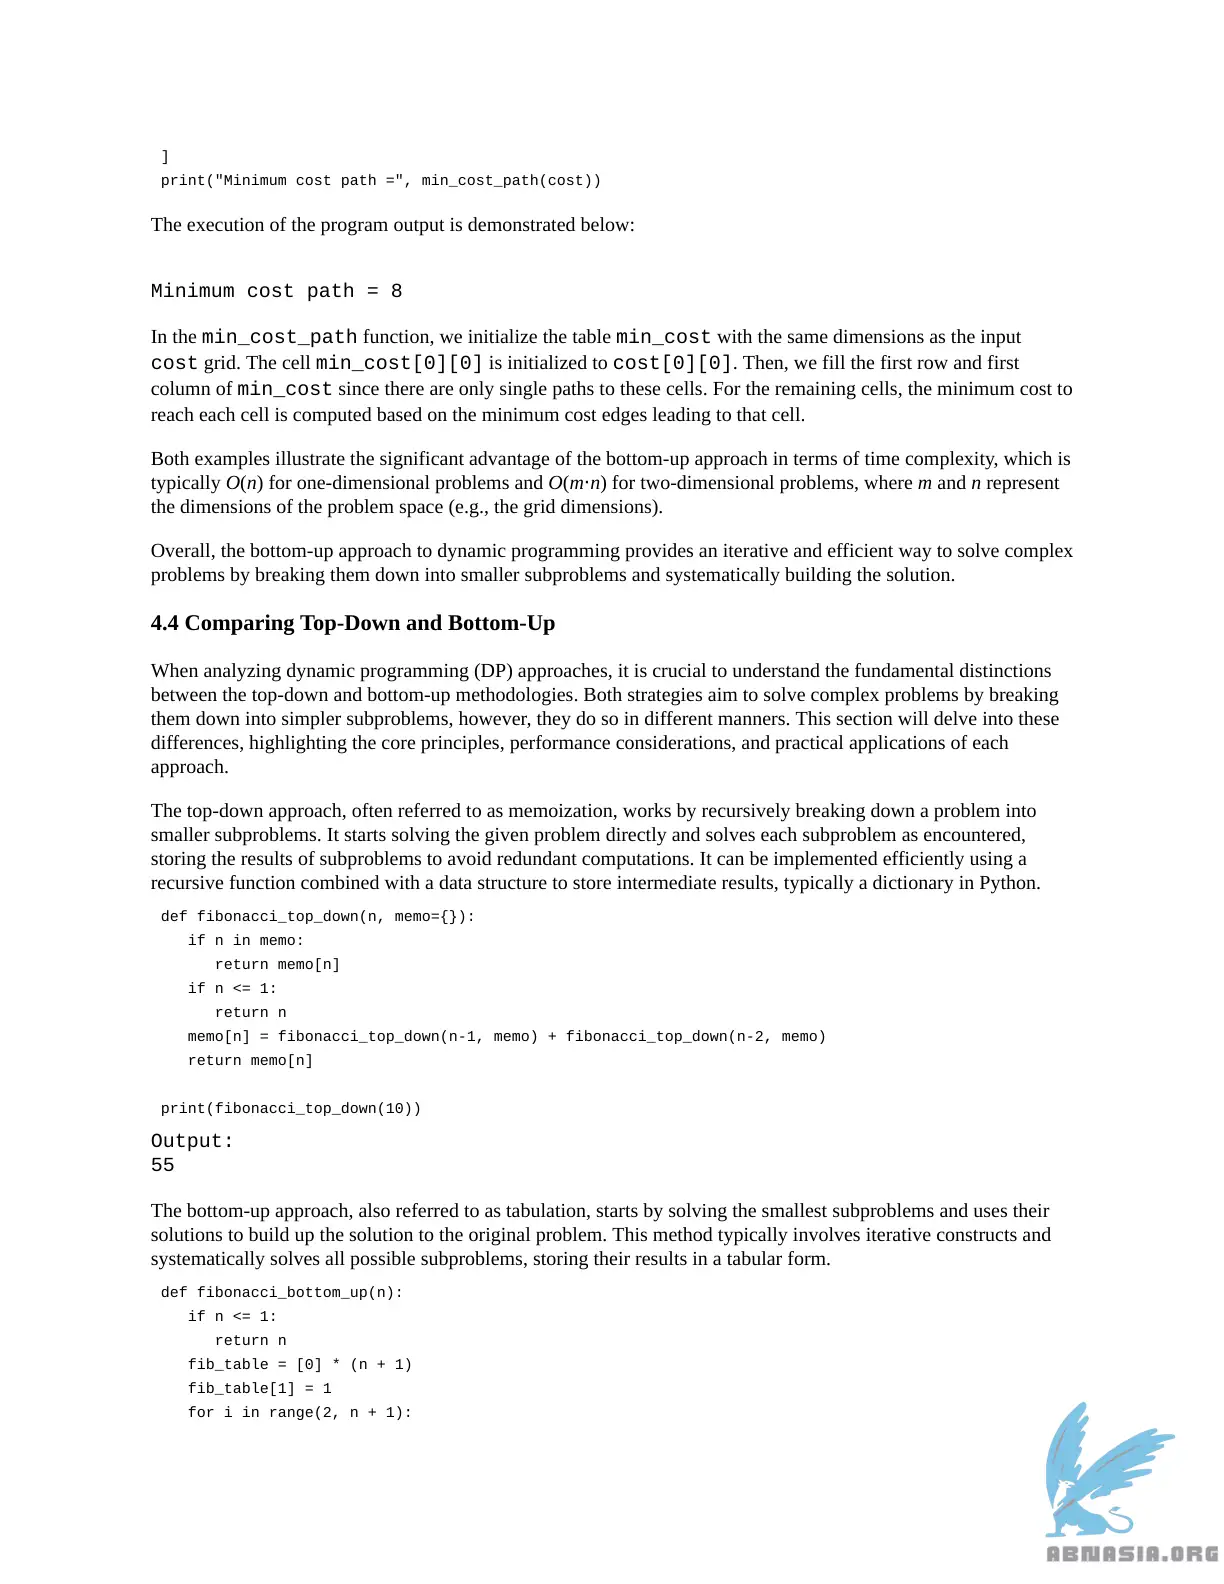 ]
print("Minimum cost path =", min_cost_path(cost))
The execution of the program output is demonstrated below:
Minimum cost path = 8
In the min_cost_path function, we initialize the table min_cost with the same dimensions as the input
cost grid. The cell min_cost[0][0] is initialized to cost[0][0]. Then, we fill the first row and first
column of min_cost since there are only single paths to these cells. For the remaining cells, the minimum cost to
reach each cell is computed based on the minimum cost edges leading to that cell.
Both examples illustrate the significant advantage of the bottom-up approach in terms of time complexity, which is
typically O(n) for one-dimensional problems and O(m·n) for two-dimensional problems, where m and n represent
the dimensions of the problem space (e.g., the grid dimensions).
Overall, the bottom-up approach to dynamic programming provides an iterative and efficient way to solve complex
problems by breaking them down into smaller subproblems and systematically building the solution.
4.4 Comparing Top-Down and Bottom-Up
When analyzing dynamic programming (DP) approaches, it is crucial to understand the fundamental distinctions
between the top-down and bottom-up methodologies. Both strategies aim to solve complex problems by breaking
them down into simpler subproblems, however, they do so in different manners. This section will delve into these
differences, highlighting the core principles, performance considerations, and practical applications of each
approach.
The top-down approach, often referred to as memoization, works by recursively breaking down a problem into
smaller subproblems. It starts solving the given problem directly and solves each subproblem as encountered,
storing the results of subproblems to avoid redundant computations. It can be implemented efficiently using a
recursive function combined with a data structure to store intermediate results, typically a dictionary in Python.
def fibonacci_top_down(n, memo={}):
   if n in memo:
      return memo[n]
   if n <= 1:
      return n
   memo[n] = fibonacci_top_down(n-1, memo) + fibonacci_top_down(n-2, memo)
   return memo[n]
print(fibonacci_top_down(10))
Output:
55
The bottom-up approach, also referred to as tabulation, starts by solving the smallest subproblems and uses their
solutions to build up the solution to the original problem. This method typically involves iterative constructs and
systematically solves all possible subproblems, storing their results in a tabular form.
def fibonacci_bottom_up(n):
   if n <= 1:
      return n
   fib_table = [0] * (n + 1)
   fib_table[1] = 1
   for i in range(2, n + 1):
ABNASIA.ORG